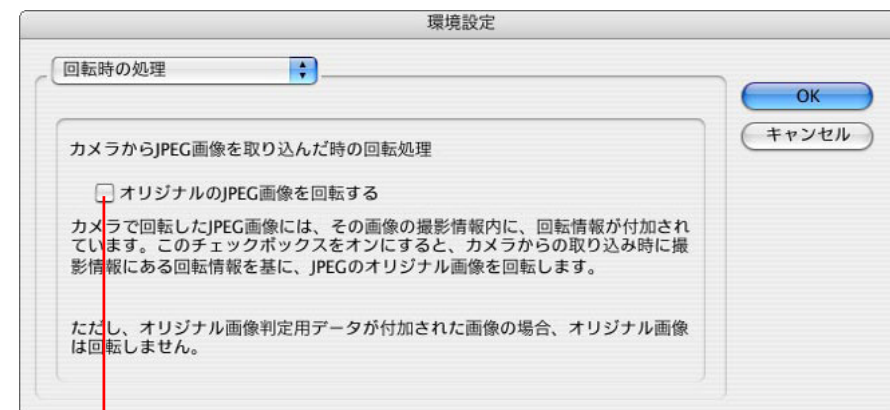 環境設定
回転時の処理
OK
キャンセル
カメラからJPEG画像を取り込んだ時の回転処理
オリジナルのJPEG画像を回転する
カメラで回転したJPEG画像には、その画像の撮影情報内に、回転情報が付加され
ています。このチェックボックスをオンにすると、カメラからの取り込み時に撮
影情報にある回転情報を基に、JPEGのオリジナル画像を回転します。
ただし、オリジナル画像判定用データが付加された画像の場合、オリジナル画像
は回転しません。